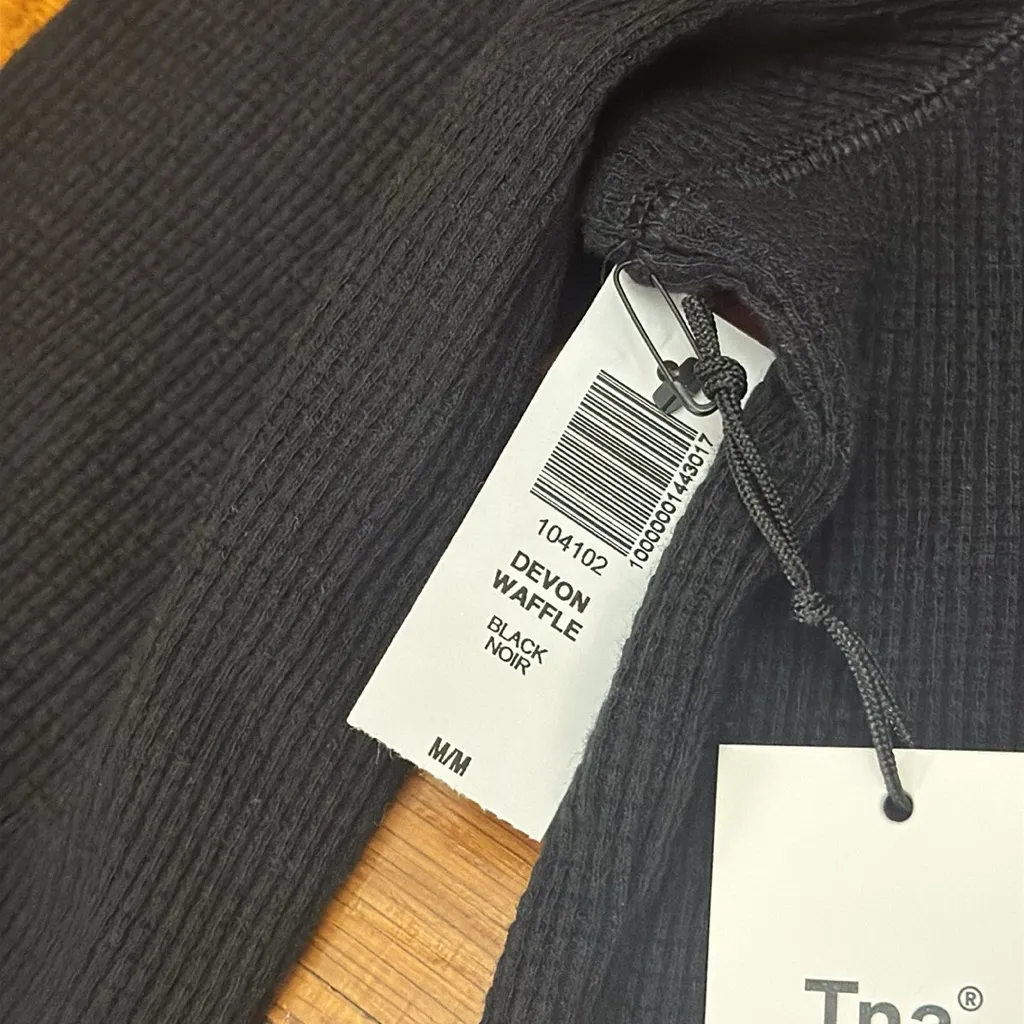 1000001443017
104102
DEVON
WAFFLE
BLACK
NOIR
M/M
Tna®